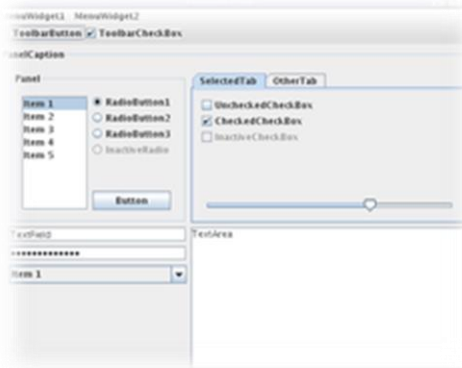 MenuWidget1 MenuWidget2
ToolbarButton ToolbarCheckBox
PanelCaption
Panel
Item 1
Item 2
Item 3
Item 4
Item 5
RadioButton1
RadioButton2
RadioButton3
InactiveRadio
Button
SelectedTab OtherTab
UncheckedCheckBox
CheckedCheckBox
InactiveCheckBox
TextField
••••••••••••
Item 1
TextArea